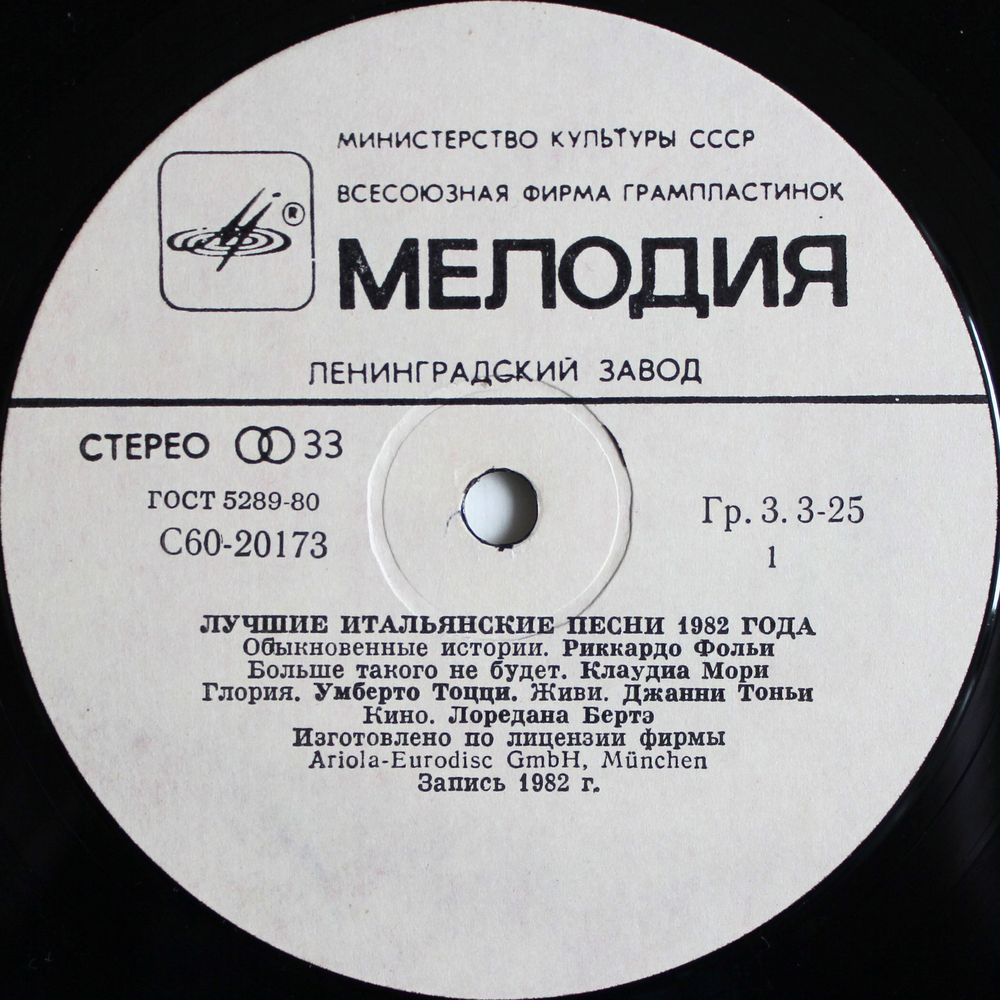 МИНИСТЕРСТВО КУЛЬТУРЫ СССР
ВСЕСОЮЗНАЯ ФИРМА ГРАМПЛАСТИНОК
®
МЕЛОДИЯ
ЛЕНИНГРАДСКИЙ ЗАВОД
СТЕРЕО 33
ГОСТ 5289-80
С60-20173
Гр. 3. 3-25
1
ЛУЧШИЕ ИТАЛЬЯНСКИЕ ПЕСНИ 1982 ГОДА
Обыкновенные истории. Риккардо Фольи
Больше такого не будет. Клаудиа Мори
Глория. Умберто Тоцци. Живи. Джанни Тоньи
Кино. Лоредана Бертэ
Изготовлено по лицензии фирмы
Ariola-Eurodisc GmbH, München
Запись 1982 г.